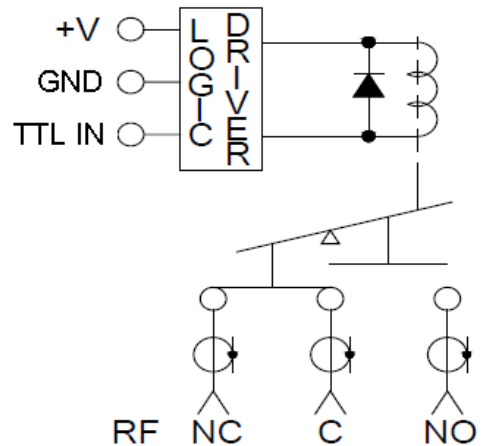 +V
GND
TTL IN
LOGIC
DRIVER
RF NC C NO